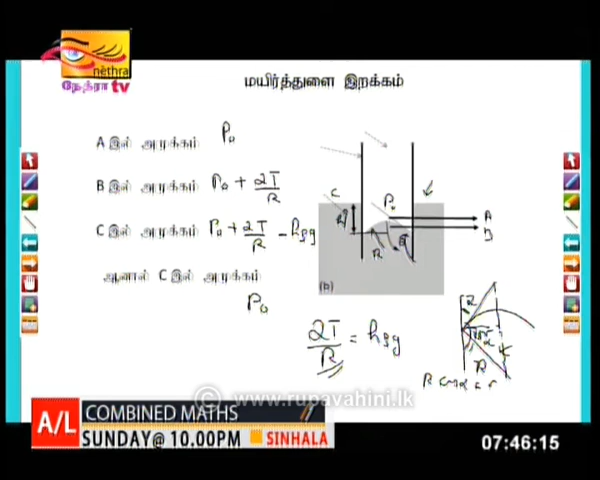 nēthra
நேத்ரா tv
மயிர்த்துளை இறக்கம்
A இல் அமுக்கம் P₀
B இல் அமுக்கம் P₀ + 2T/R
C இல் அமுக்கம் P₀ + 2T/R - hρg
ஆனால் C இல் அமுக்கம்
P₀
C
P₀
A
B
R
(b)
2T/R = hρg
R
R cos α = r
© www.rupavahini.lk
A/L
COMBINED MATHS
SUNDAY@ 10.00PM
SINHALA
07:46:15